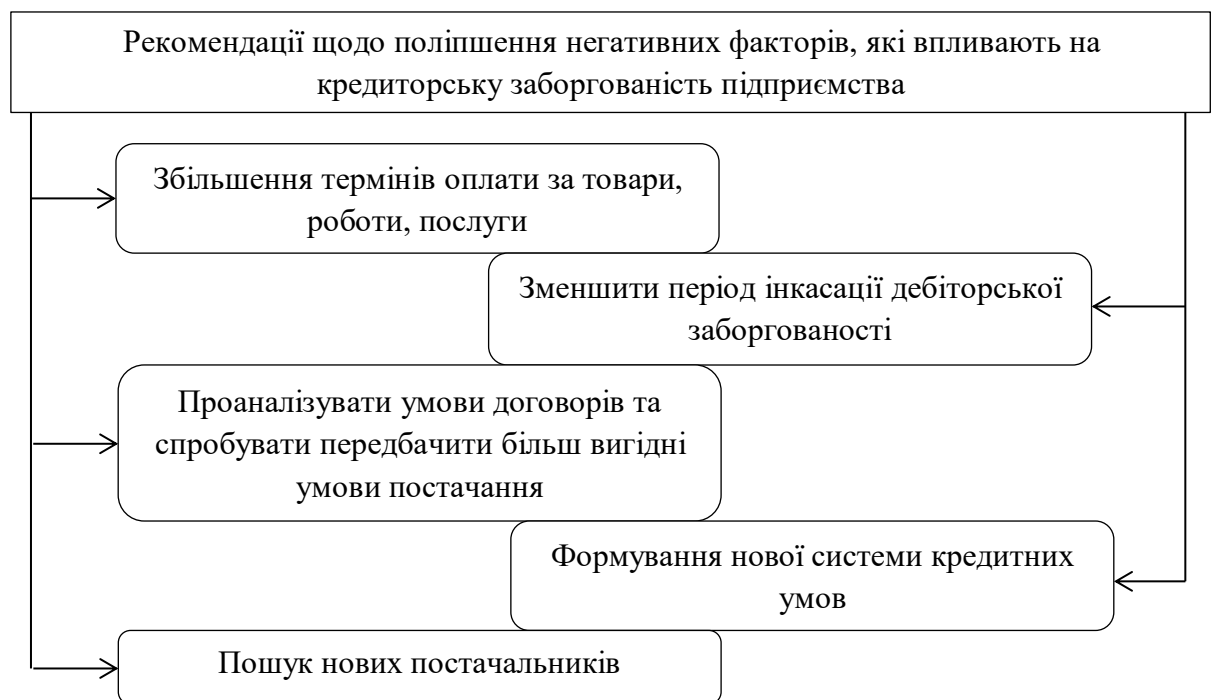 Рекомендації щодо поліпшення негативних факторів, які впливають на
кредиторську заборгованість підприємства
Збільшення термінів оплати за товари,
роботи, послуги
Зменшити період інкасації дебіторської
заборгованості
Проаналізувати умови договорів та
спробувати передбачити більш вигідні
умови постачання
Формування нової системи кредитних
умов
Пошук нових постачальників